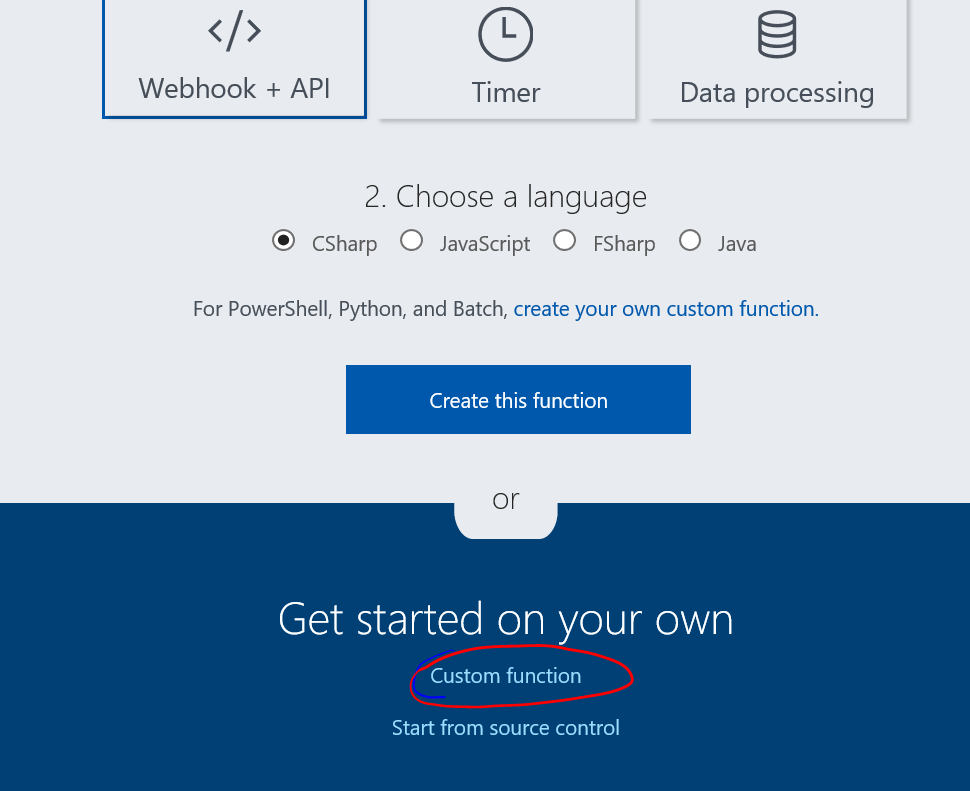 Webhook + API
Timer
Data processing
2. Choose a language
CSharp JavaScript FSharp Java
For PowerShell, Python, and Batch, create your own custom function.
Create this function
or
Get started on your own
Custom function
Start from source control